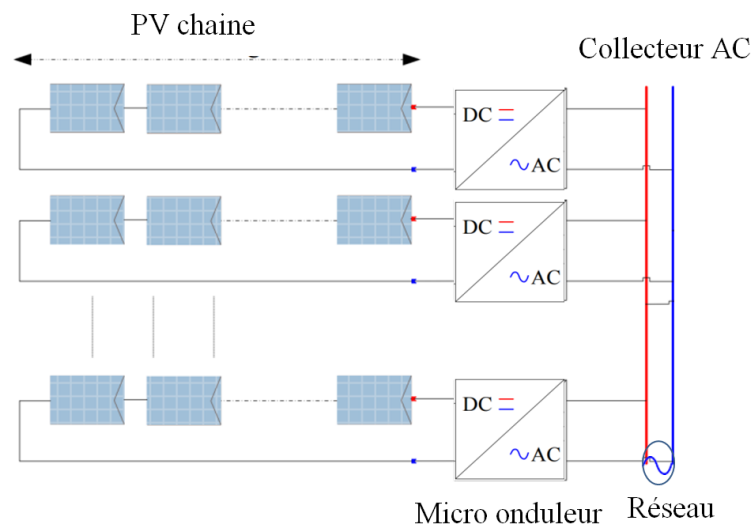 PV chaine
Collecteur AC
DC
AC
DC
AC
DC
AC
Micro onduleur
Réseau